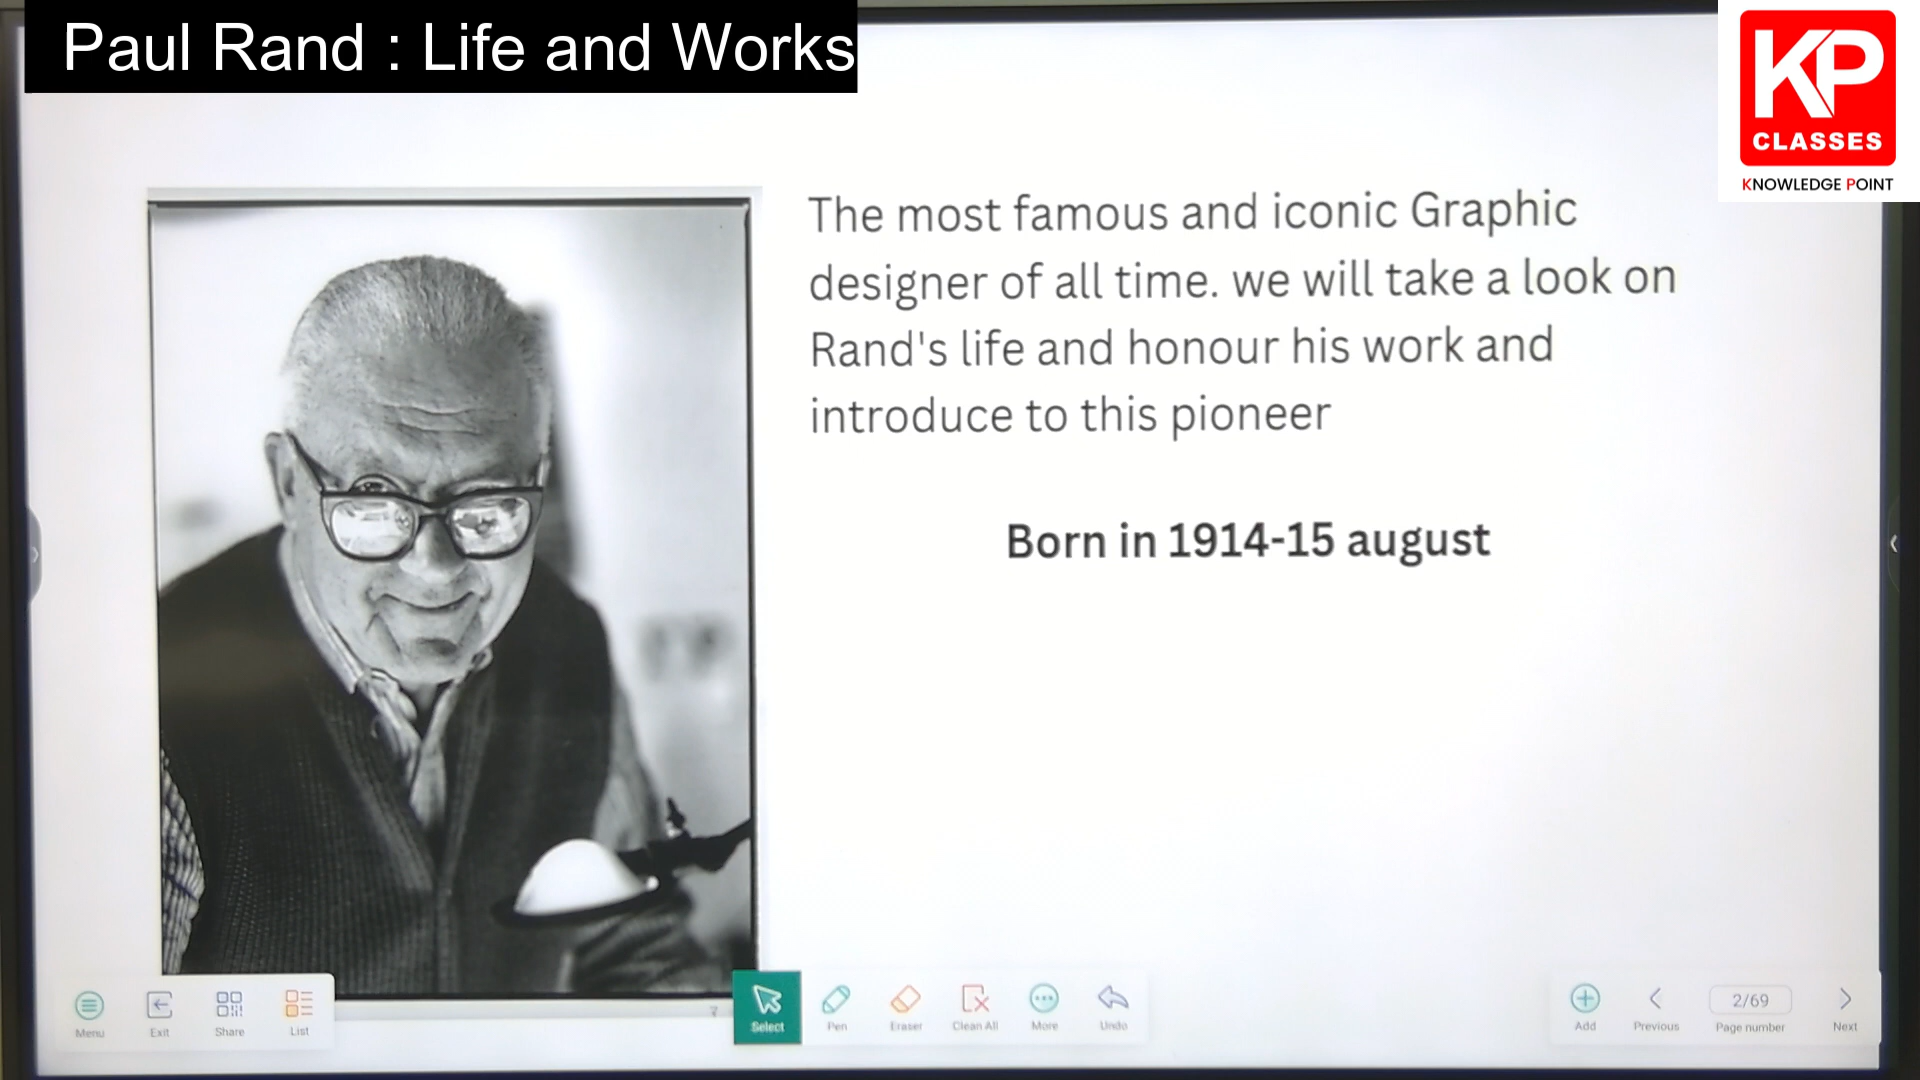 Paul Rand : Life and Works
KP
CLASSES
KNOWLEDGE POINT
The most famous and iconic Graphic
designer of all time. we will take a look on
Rand's life and honour his work and
introduce to this pioneer
Born in 1914-15 august
Menu
Exit
Share
List
Select
Pen
Eraser
Clean All
More
Undo
Add
Previous
2/69
Page number
Next